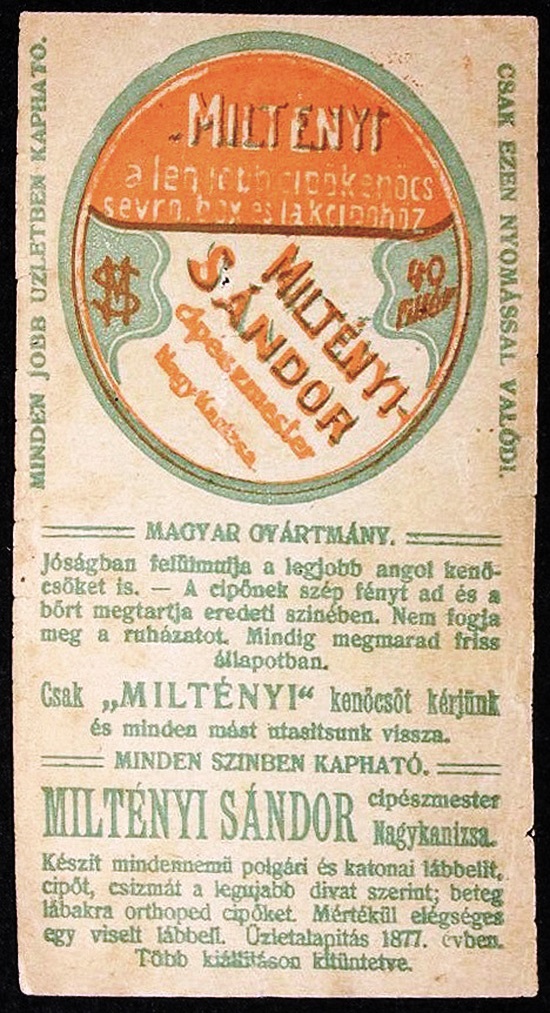 MINDEN JOBB ÜZLETBEN KAPHATÓ.
MILTÉNYI
a legjobb cipőkenőcs
sevro, box és lakcipőhöz
MS
40
fillér
MILTÉNYI
SÁNDOR
cipészmester
Nagykanizsa.
CSAK EZEN NYOMÁSSAL VALÓDI.
MAGYAR GYÁRTMÁNY.
Jóságban felülmulja a legjobb angol kenő-
csöket is. — A cipőnek szép fényt ad és a
bőrt megtartja eredeti szinében. Nem fogja
meg a ruházatot. Mindig megmarad friss
állapotban.
Csak „MILTÉNYI“ kenőcsöt kérjünk
és minden mást utasitsunk vissza.
MINDEN SZINBEN KAPHATÓ.
MILTÉNYI SÁNDOR cipészmester
Nagykanizsa.
Készit mindennemü polgári és katonai lábbelit,
cipőt, csizmát a legujabb divat szerint; beteg
lábakra orthoped cipőket. Mértékül elégséges
egy viselt lábbeli. Üzletalapitás 1877. évben.
Több kiállitáson kitüntetve.